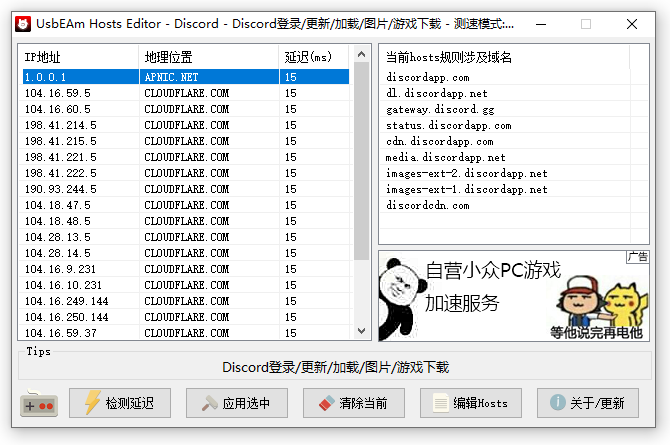 UsbEAm Hosts Editor - Discord - Discord登录/更新/加载/图片/游戏下载 - 测速模式:...
IP地址 地理位置 延迟(ms)
1.0.0.1 APNIC.NET 15
104.16.59.5 CLOUDFLARE.COM 15
104.16.60.5 CLOUDFLARE.COM 15
198.41.214.5 CLOUDFLARE.COM 15
198.41.215.5 CLOUDFLARE.COM 15
198.41.221.5 CLOUDFLARE.COM 15
198.41.222.5 CLOUDFLARE.COM 15
190.93.244.5 CLOUDFLARE.COM 15
104.18.47.5 CLOUDFLARE.COM 15
104.18.48.5 CLOUDFLARE.COM 15
104.28.13.5 CLOUDFLARE.COM 15
104.28.14.5 CLOUDFLARE.COM 15
104.16.9.231 CLOUDFLARE.COM 15
104.16.10.231 CLOUDFLARE.COM 15
104.16.249.144 CLOUDFLARE.COM 15
104.16.250.144 CLOUDFLARE.COM 15
104.16.59.37 CLOUDFLARE.COM 15
当前hosts规则涉及域名
discordapp.com
dl.discordapp.net
gateway.discord.gg
status.discordapp.com
cdn.discordapp.com
media.discordapp.net
images-ext-2.discordapp.net
images-ext-1.discordapp.net
discordcdn.com
广告
自营小众PC游戏
加速服务
等他说完再电他
Tips
Discord登录/更新/加载/图片/游戏下载
检测延迟 应用选中 清除当前 编辑Hosts 关于/更新